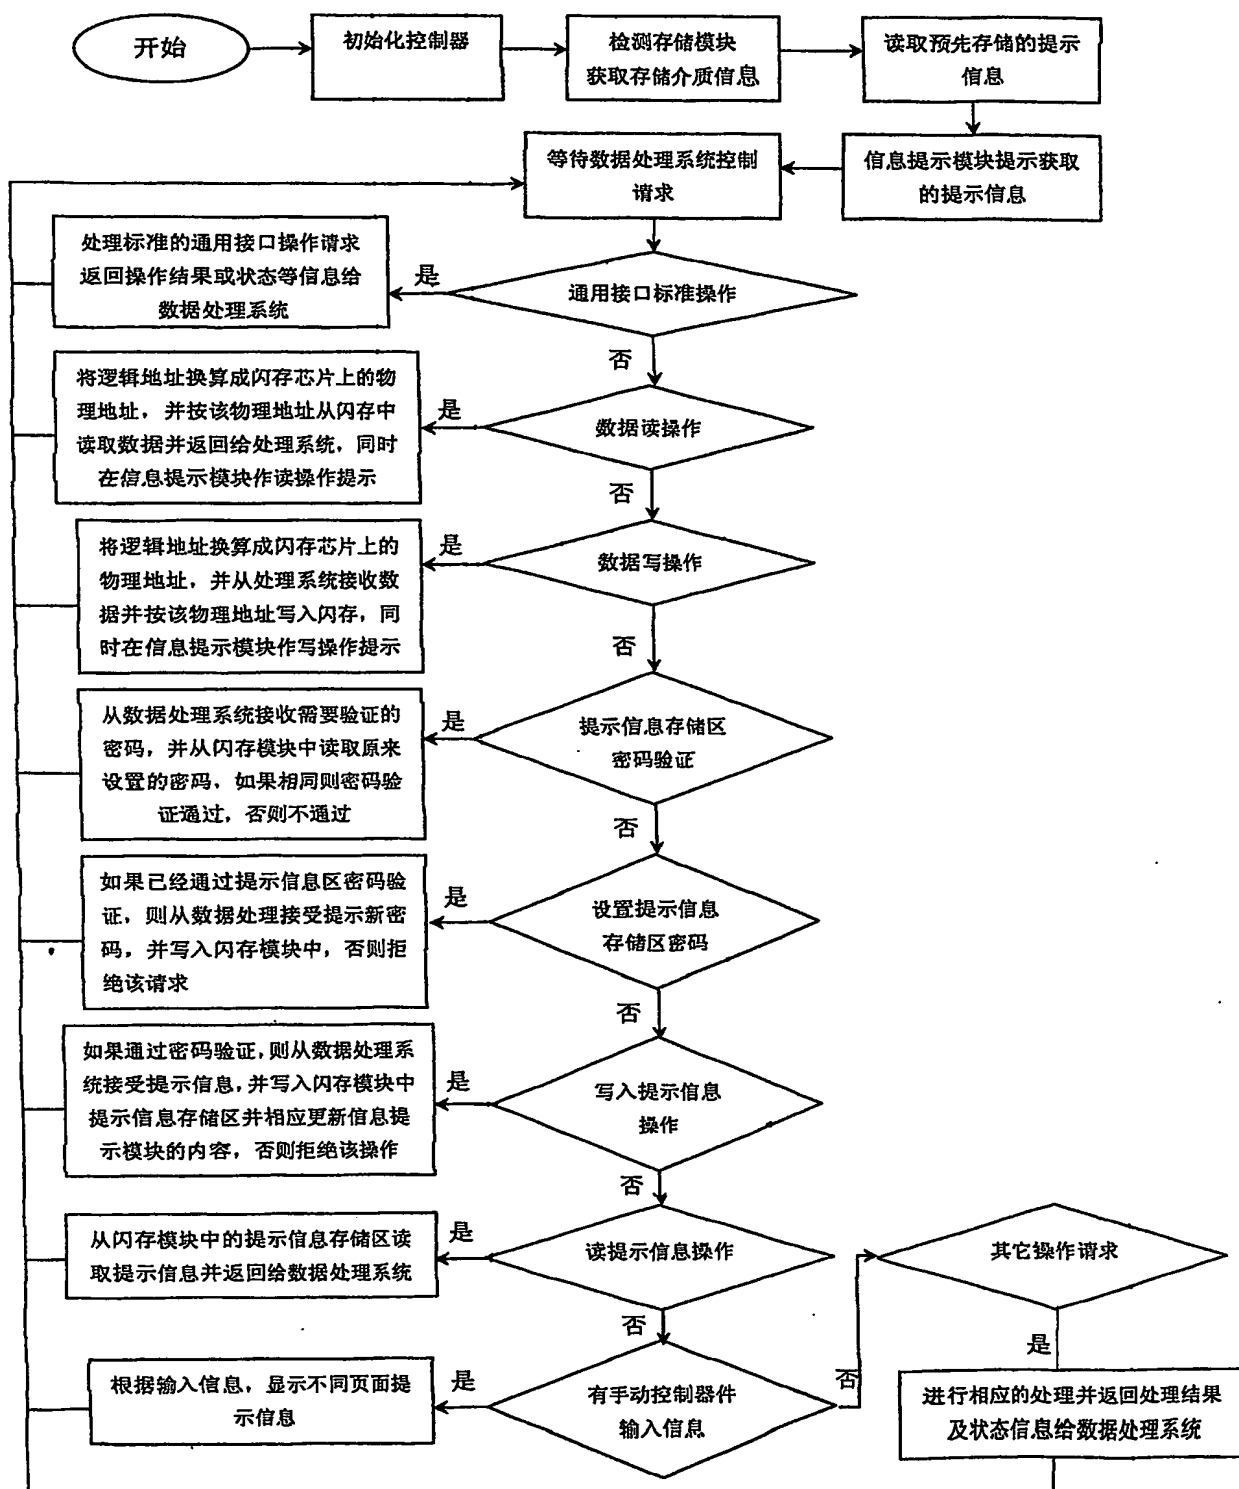 开始
初始化控制器
检测存储模块
获取存储介质信息
读取预先存储的提示
信息
信息提示模块提示获取
的提示信息
等待数据处理系统控制
请求
通用接口标准操作
是
处理标准的通用接口操作请求
返回操作结果或状态等信息给
数据处理系统
否
数据读操作
是
将逻辑地址换算成闪存芯片上的物
理地址，并按该物理地址从闪存中
读取数据并返回给处理系统，同时
在信息提示模块作读操作提示
否
数据写操作
是
将逻辑地址换算成闪存芯片上的
物理地址，并从处理系统接收数
据并按该物理地址写入闪存，同
时在信息提示模块作写操作提示
否
提示信息存储区
密码验证
是
从数据处理系统接收需要验证的
密码，并从闪存模块中读取原来
设置的密码，如果相同则密码验
证通过，否则不通过
否
设置提示信息
存储区密码
是
如果已经通过提示信息区密码验
证，则从数据处理接受提示新密
码，并写入闪存模块中，否则拒
绝该请求
否
写入提示信息
操作
是
如果通过密码验证，则从数据处理系
统接受提示信息，并写入闪存模块中
提示信息存储区并相应更新信息提
示模块的内容，否则拒绝该操作
否
读提示信息操作
是
从闪存模块中的提示信息存储区读
取提示信息并返回给数据处理系统
否
有手动控制器件
输入信息
是
根据输入信息，显示不同页面提
示信息
否
其它操作请求
是
进行相应的处理并返回处理结果
及状态信息给数据处理系统